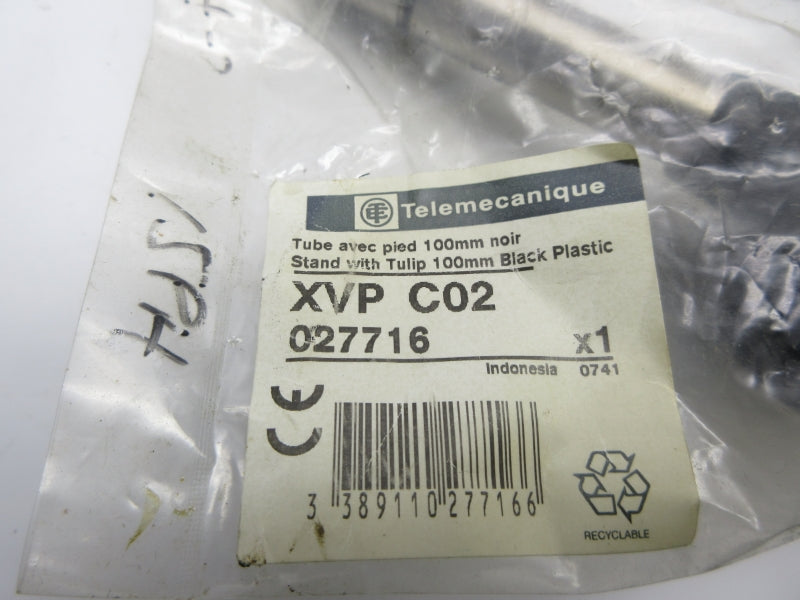 Telemecanique
Tube avec pied 100mm noir
Stand with Tulip 100mm Black Plastic
XVP C02
027716 x1
Indonesia 0741
CE
3 389110 277166
RECYCLABLE